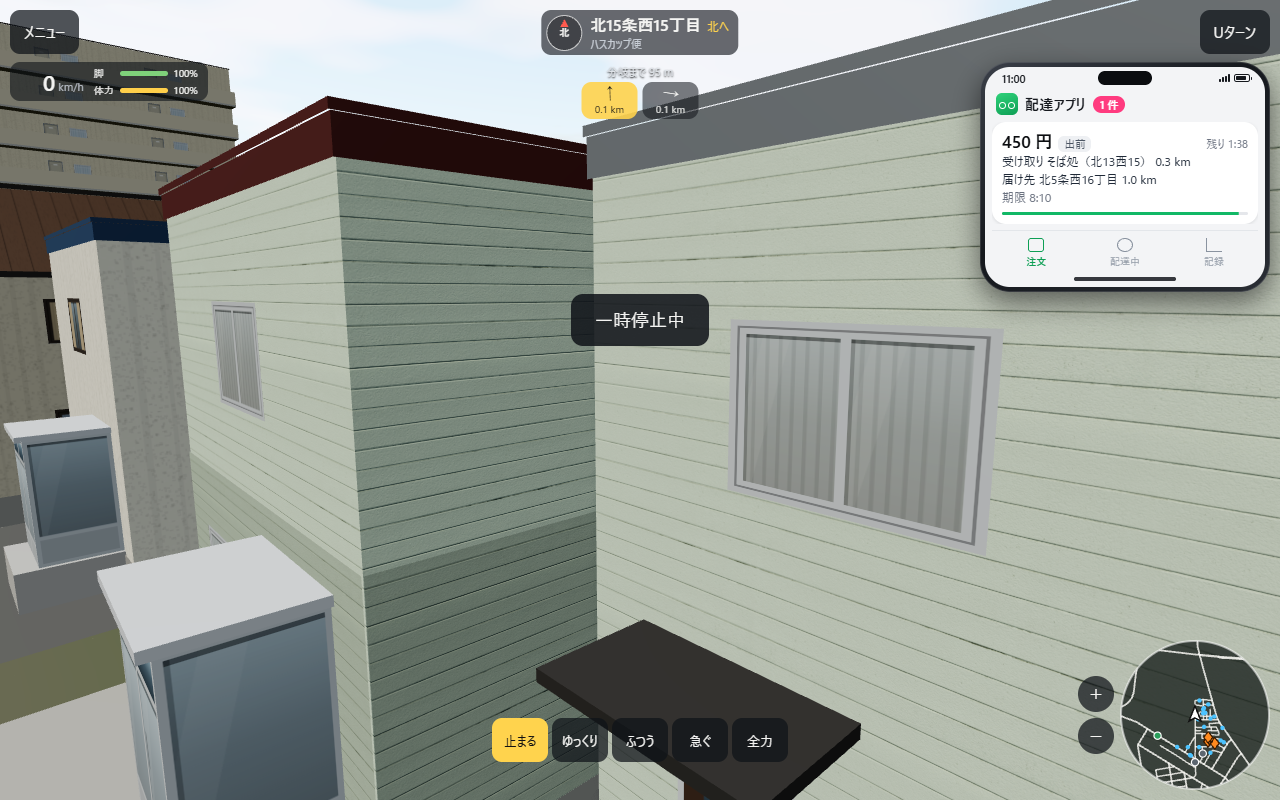 メニュー
0 km/h
脚 100%
体力 100%
北
北15条西15丁目 北へ
ハスカップ便
分岐まで 95 m
↑
0.1 km
→
0.1 km
Uターン
11:00
配達アプリ 1 件
450 円 出前 残り 1:38
受け取り そば処（北13西15） 0.3 km
届け先 北5条西16丁目 1.0 km
期限 8:10
注文
配達中
記録
一時停止中
+
−
止まる
ゆっくり
ふつう
急ぐ
全力